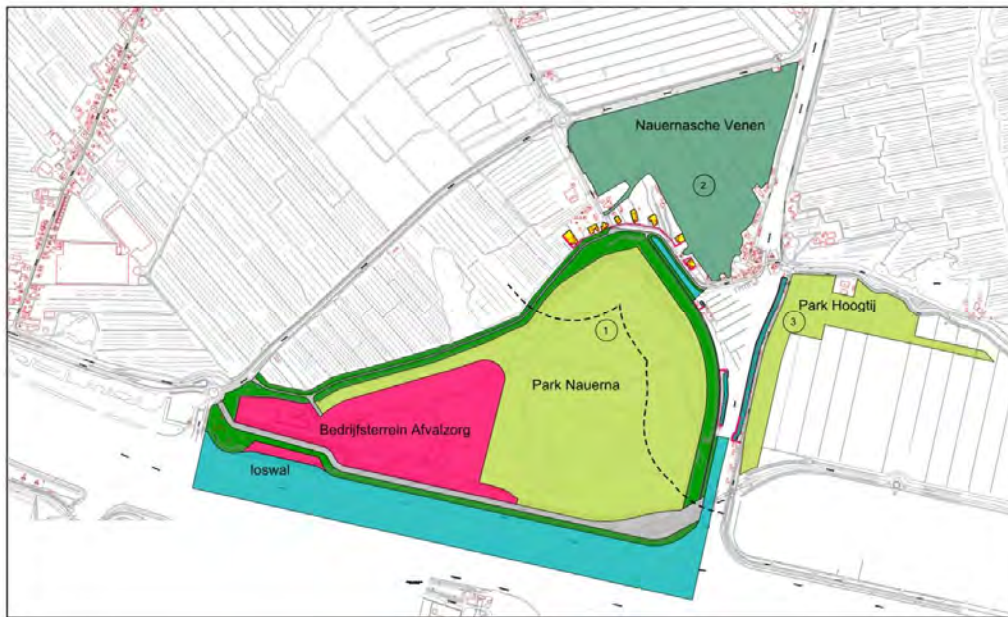 Nauernasche Venen
2
Park Hoogtij
3
1
Park Nauerna
Bedrijfsterrein Afvalzorg
loswal